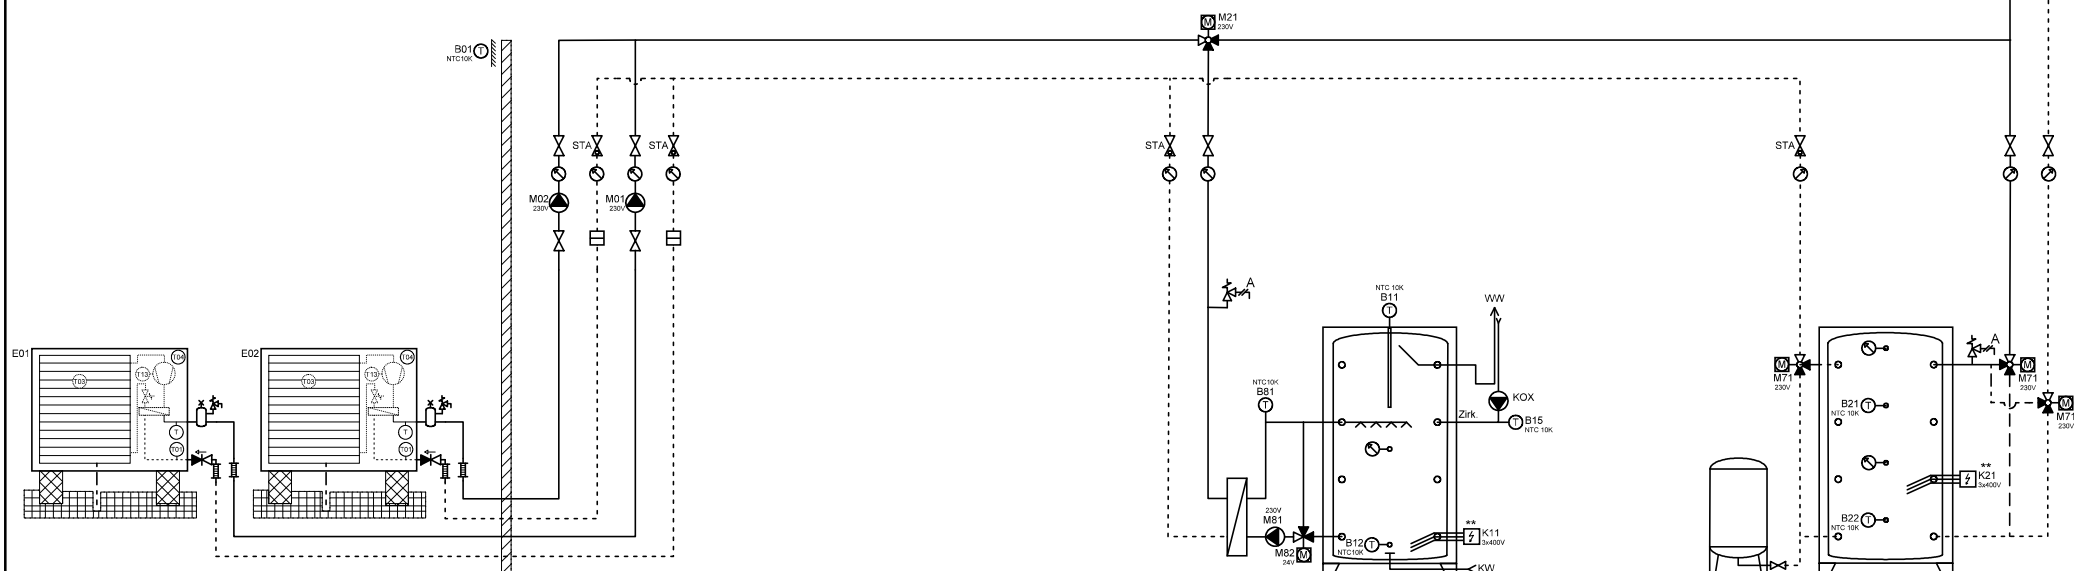 M21
230V
B01
T
NTC10K
STA
STA
STA
STA
M02
230V
M01
230V
A
NTC 10K
B11
T
WW
E01
T04
T03
T13
T
T01
E02
T04
T03
T13
T
T01
NTC10K
B81
T
KOX
Zirk.
T
B15
NTC 10K
230V
M81
M82
24V
M
B12
NTC10K
T
**
K11
3x400V
KW
M
M71
230V
A
M
M71
230V
M
M71
230V
B21
NTC 10K
T
**
K21
3x400V
B22
NTC 10K
T